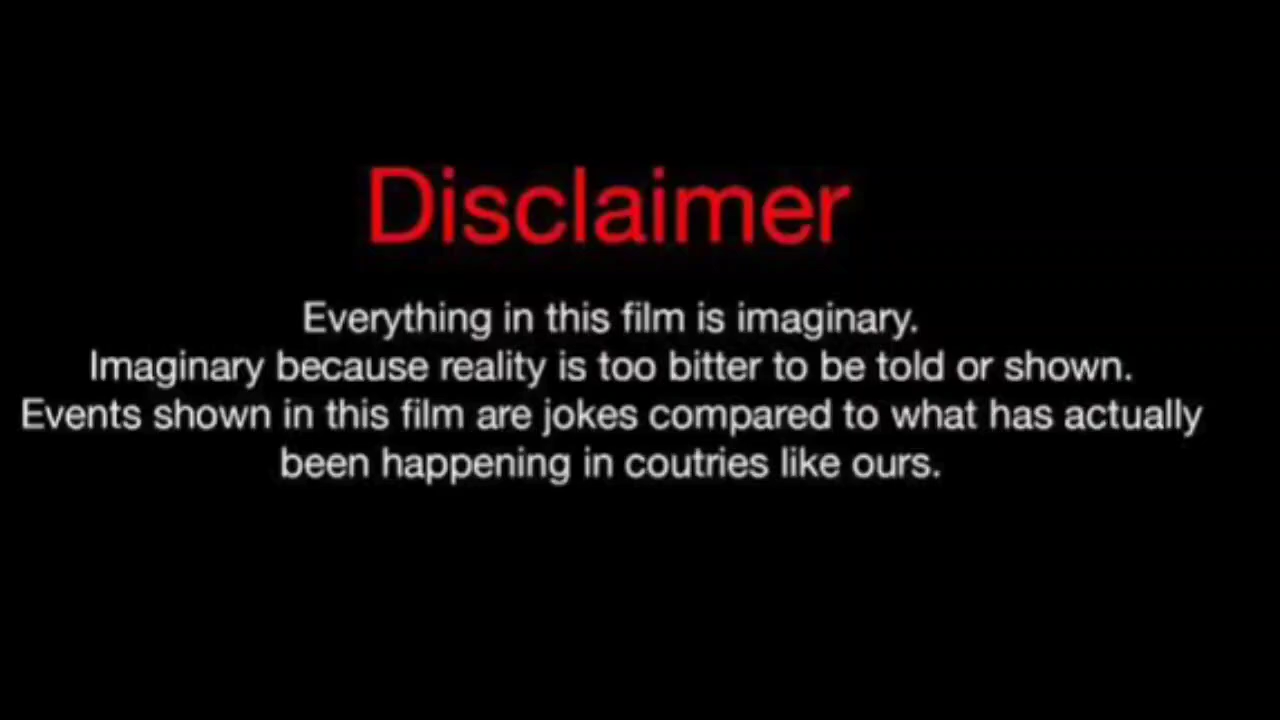 Disclaimer
Everything in this film is imaginary.
Imaginary because reality is too bitter to be told or shown.
Events shown in this film are jokes compared to what has actually
been happening in coutries like ours.